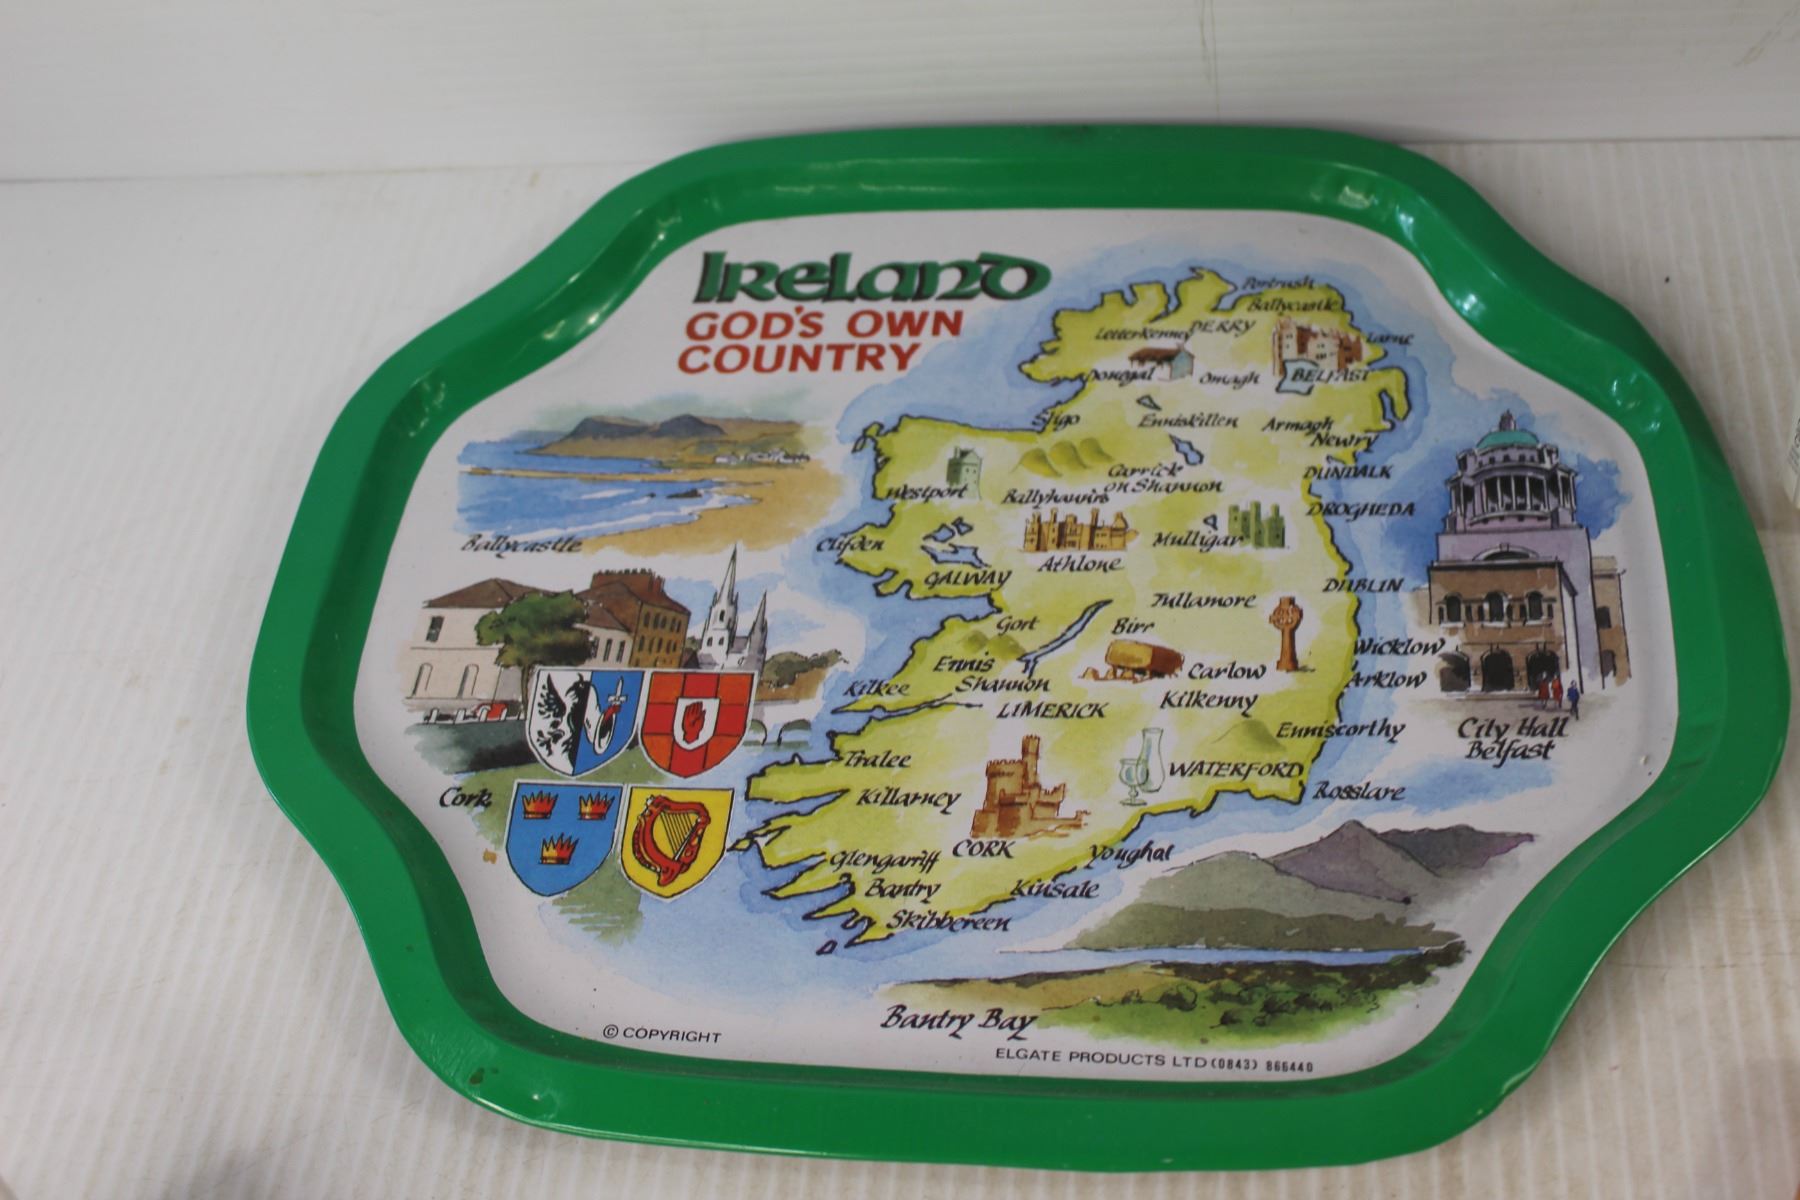 IRELAND
GOD'S OWN
COUNTRY
Portrush
Ballycastle
Letterkenny
DERRY
Larne
Donegal
Omagh
BELFAST
Sligo
Enniskillen
Armagh
Newry
Carrick
on Shannon
DUNDALK
Westport
Ballyhaunis
DROGHEDA
Ballycastle
Clifden
Mulligar
Athlone
GALWAY
DUBLIN
Tullamore
Gort
Birr
Wicklow
Ennis
Carlow
Arklow
Kilkee
Shannon
Kilkenny
LIMERICK
Enniscorthy
City Hall
Belfast
Tralee
WATERFORD
Cork
Killarney
Rosslare
Glengarriff
CORK
Youghal
Bantry
Kinsale
Skibbereen
Bantry Bay
© COPYRIGHT
ELGATE PRODUCTS LTD (0843) 866440